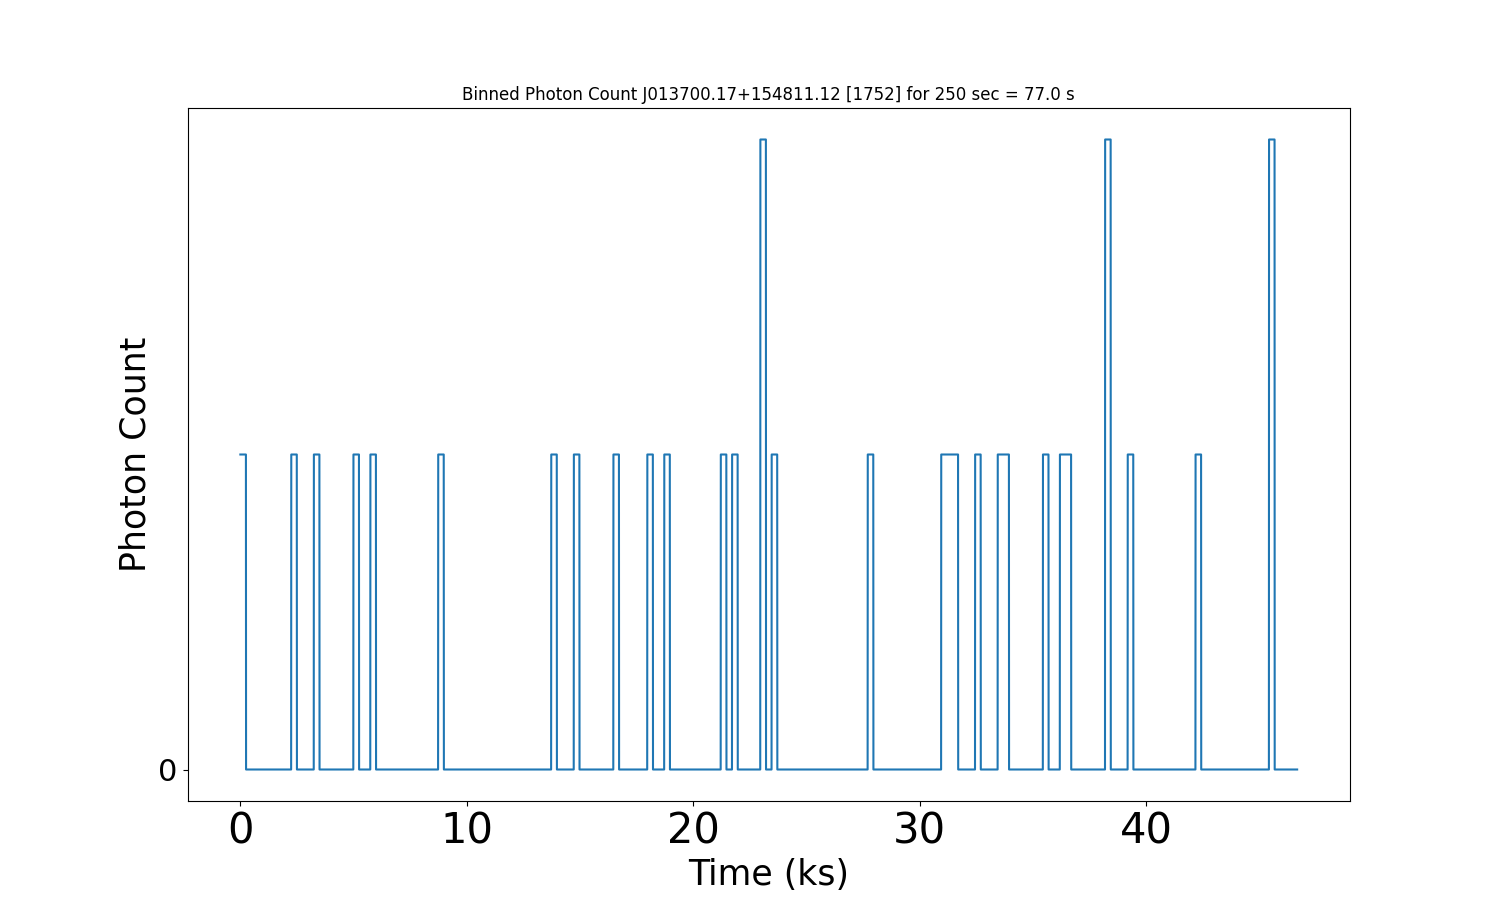 Binned Photon Count J013700.17+154811.12 [1752] for 250 sec = 77.0 s
Photon Count
0
0 10 20 30 40
Time (ks)